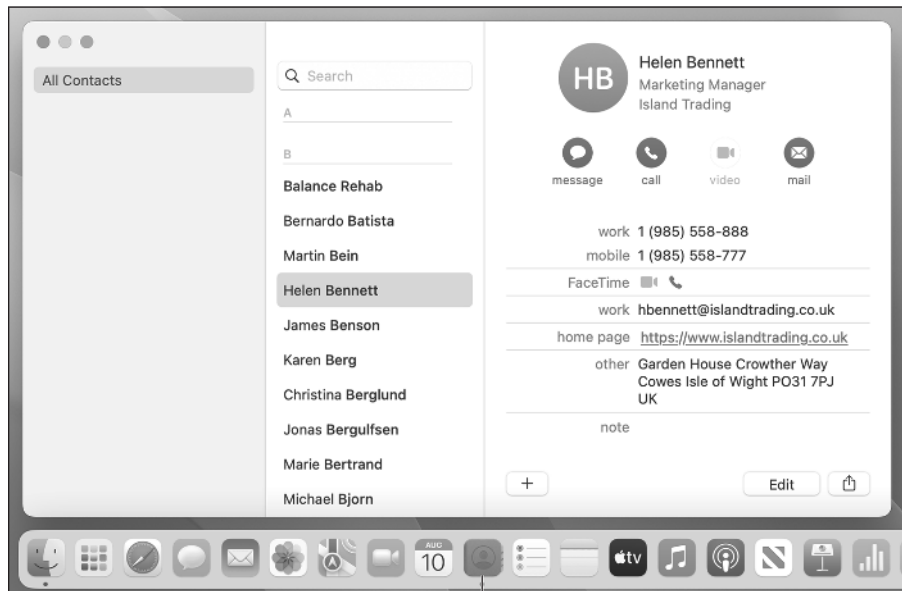 All Contacts
Search
A
B
Balance Rehab
Bernardo Batista
Martin Bein
Helen Bennett
James Benson
Karen Berg
Christina Berglund
Jonas Bergulfsen
Marie Bertrand
Michael Bjorn
HB
Helen Bennett
Marketing Manager
Island Trading
message call video mail
work 1 (985) 558-888
mobile 1 (985) 558-777
FaceTime
work hbennett@islandtrading.co.uk
home page https://www.islandtrading.co.uk
other Garden House Crowther Way
Cowes Isle of Wight PO31 7PJ
UK
note
+ Edit
AUG
10
tv